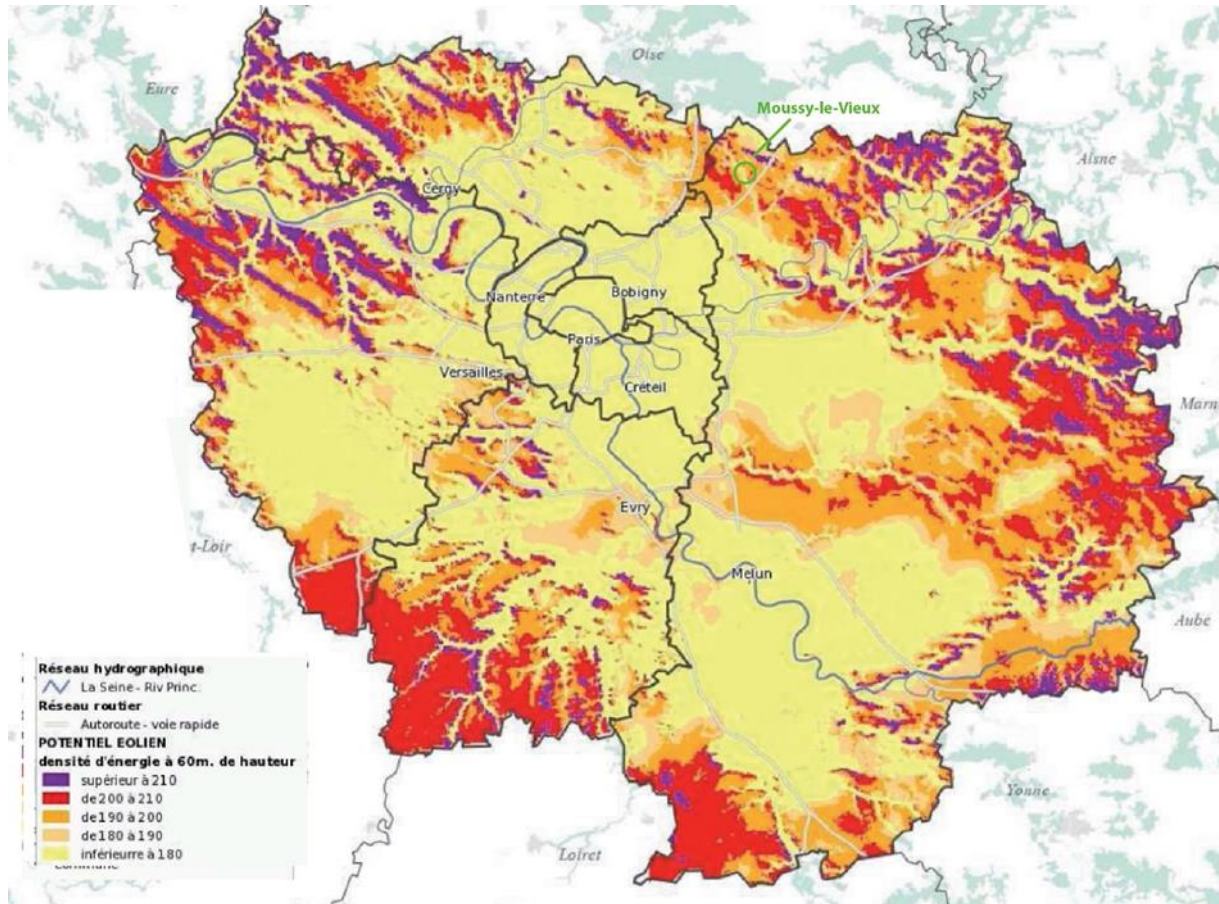 Oise
Eure
Moussy-le-Vieux
Aisne
Cergy
Nanterre
Bobigny
Paris
Versailles
Créteil
Marn
Evry
t-Loir
Melun
Aube
Réseau hydrographique
La Seine - Riv Princ.
Réseau routier
Autoroute - voie rapide
POTENTIEL EOLIEN
densité d'énergie à 60m. de hauteur
supérieur à 210
de 200 à 210
de 190 à 200
de 180 à 190
inférieurre à 180
Yonne
Loiret